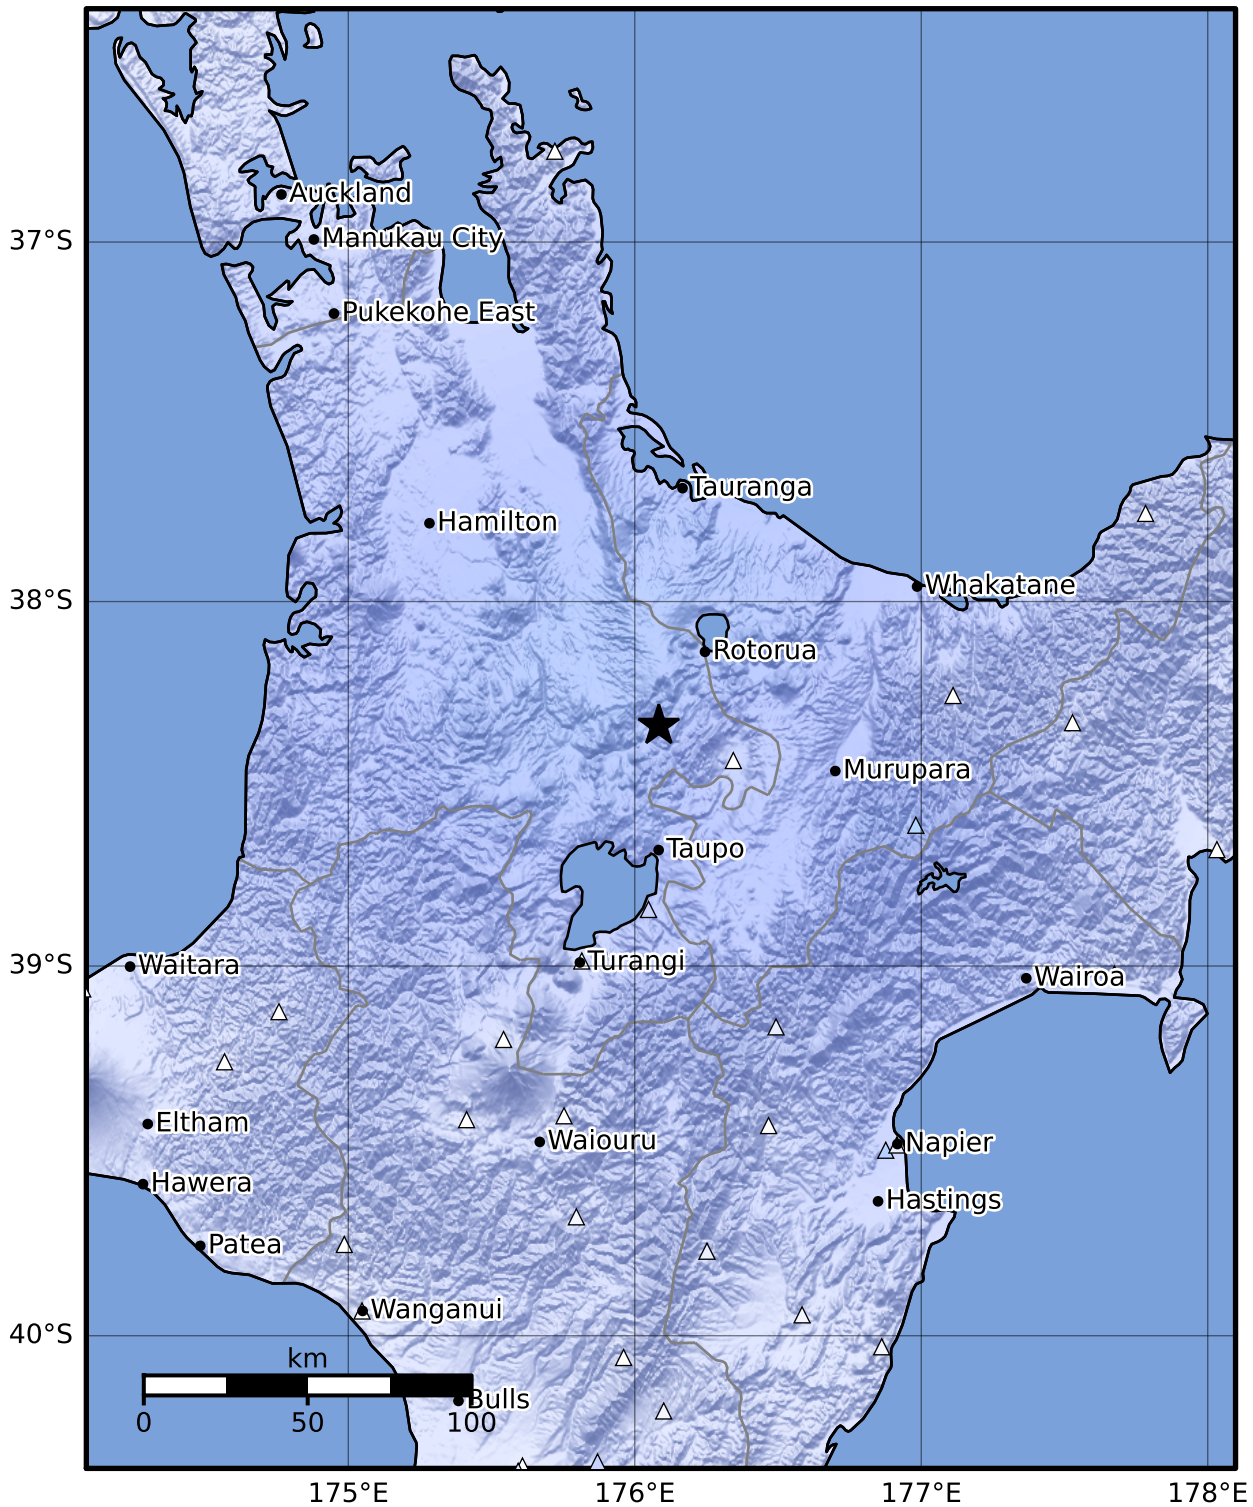 Auckland
37°S
Manukau City
Pukekohe East
Tauranga
Hamilton
38°S
Whakatane
Rotorua
Murupara
Taupo
39°S
Waitara
Turangi
Wairoa
Eltham
Waiouru
Napier
Hawera
Hastings
Patea
Wanganui
40°S
km
Bulls
0 50 100
175°E 176°E 177°E 178°E